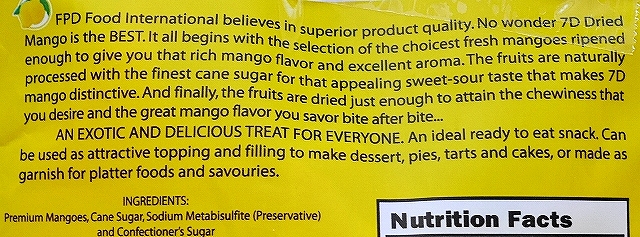 FPD Food International believes in superior product quality. No wonder 7D Dried
Mango is the BEST. It all begins with the selection of the choicest fresh mangoes ripened
enough to give you that rich mango flavor and excellent aroma. The fruits are naturally
processed with the finest cane sugar for that appealing sweet-sour taste that makes 7D
mango distinctive. And finally, the fruits are dried just enough to attain the chewiness that
you desire and the great mango flavor you savor bite after bite...
AN EXOTIC AND DELICIOUS TREAT FOR EVERYONE. An ideal ready to eat snack. Can
be used as attractive topping and filling to make dessert, pies, tarts and cakes, or made as
garnish for platter foods and savouries.
INGREDIENTS:
Premium Mangoes, Cane Sugar, Sodium Metabisulfite (Preservative)
and Confectioner's Sugar
Nutrition Facts